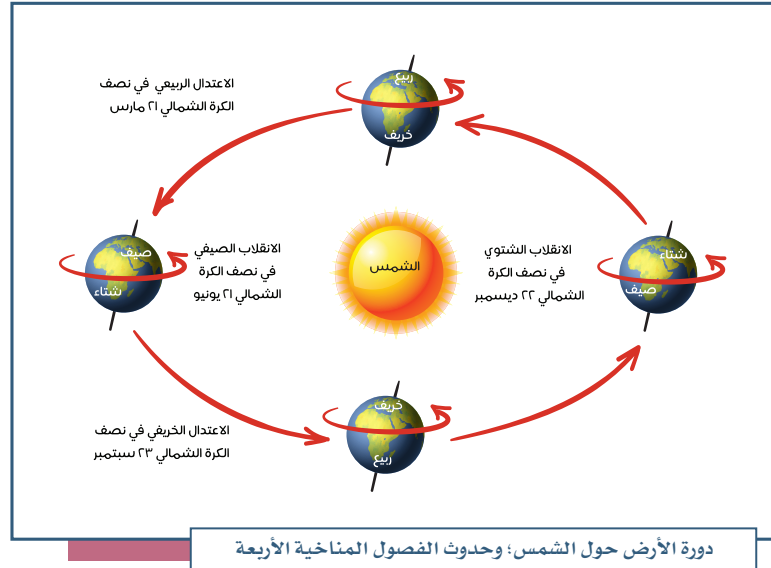 ربيع
خريف
الاعتدال الربيعي في نصف
الكرة الشمالي ٢١ مارس
صيف
شتاء
الانقلاب الصيفي
في نصف الكرة
الشمالي ٢١ يونيو
الشمس
الانقلاب الشتوي
في نصف الكرة
الشمالي ٢٢ ديسمبر
شتاء
صيف
خريف
ربيع
الاعتدال الخريفي في نصف
الكرة الشمالي ٢٣ سبتمبر
دورة الأرض حول الشمس؛ وحدوث الفصول المناخية الأربعة